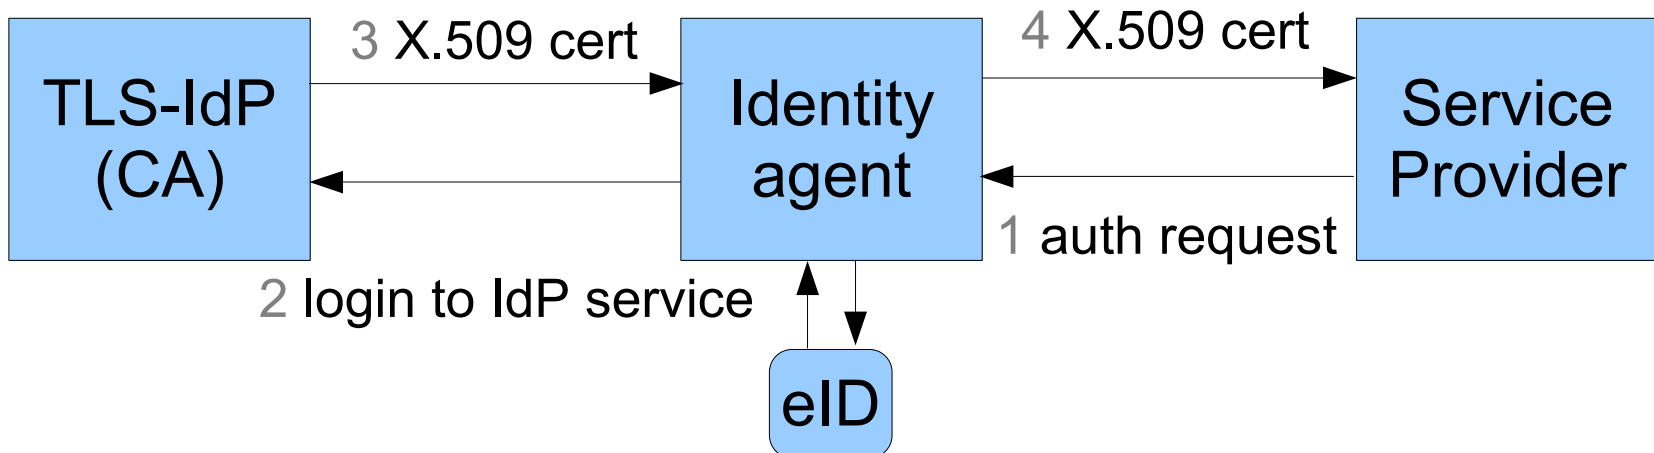 3 X.509 cert
4 X.509 cert
TLS-IdP
(CA)
Identity
agent
Service
Provider
1 auth request
2 login to IdP service
eID